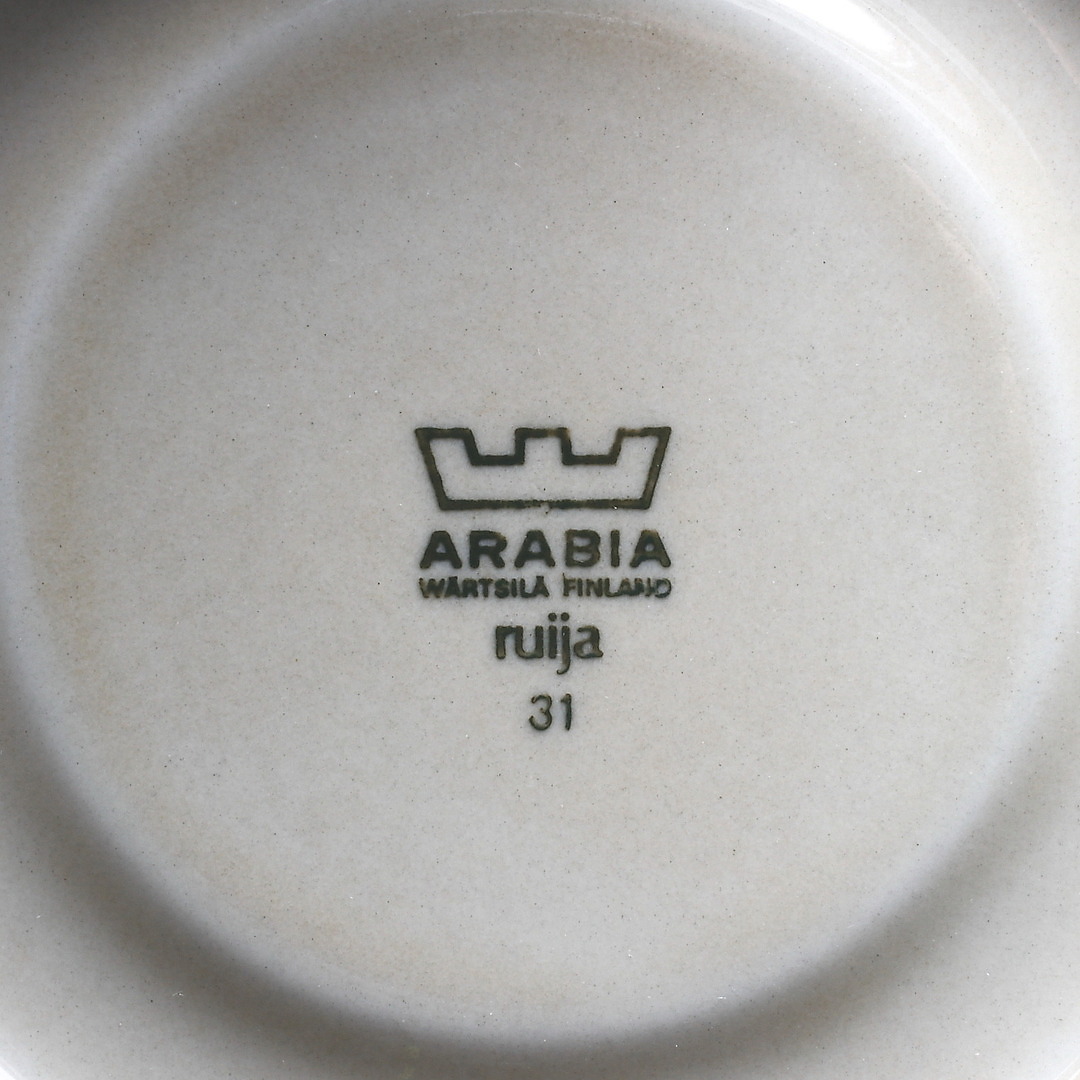 ARABIA
WÄRTSILÄ FINLAND
ruija
31